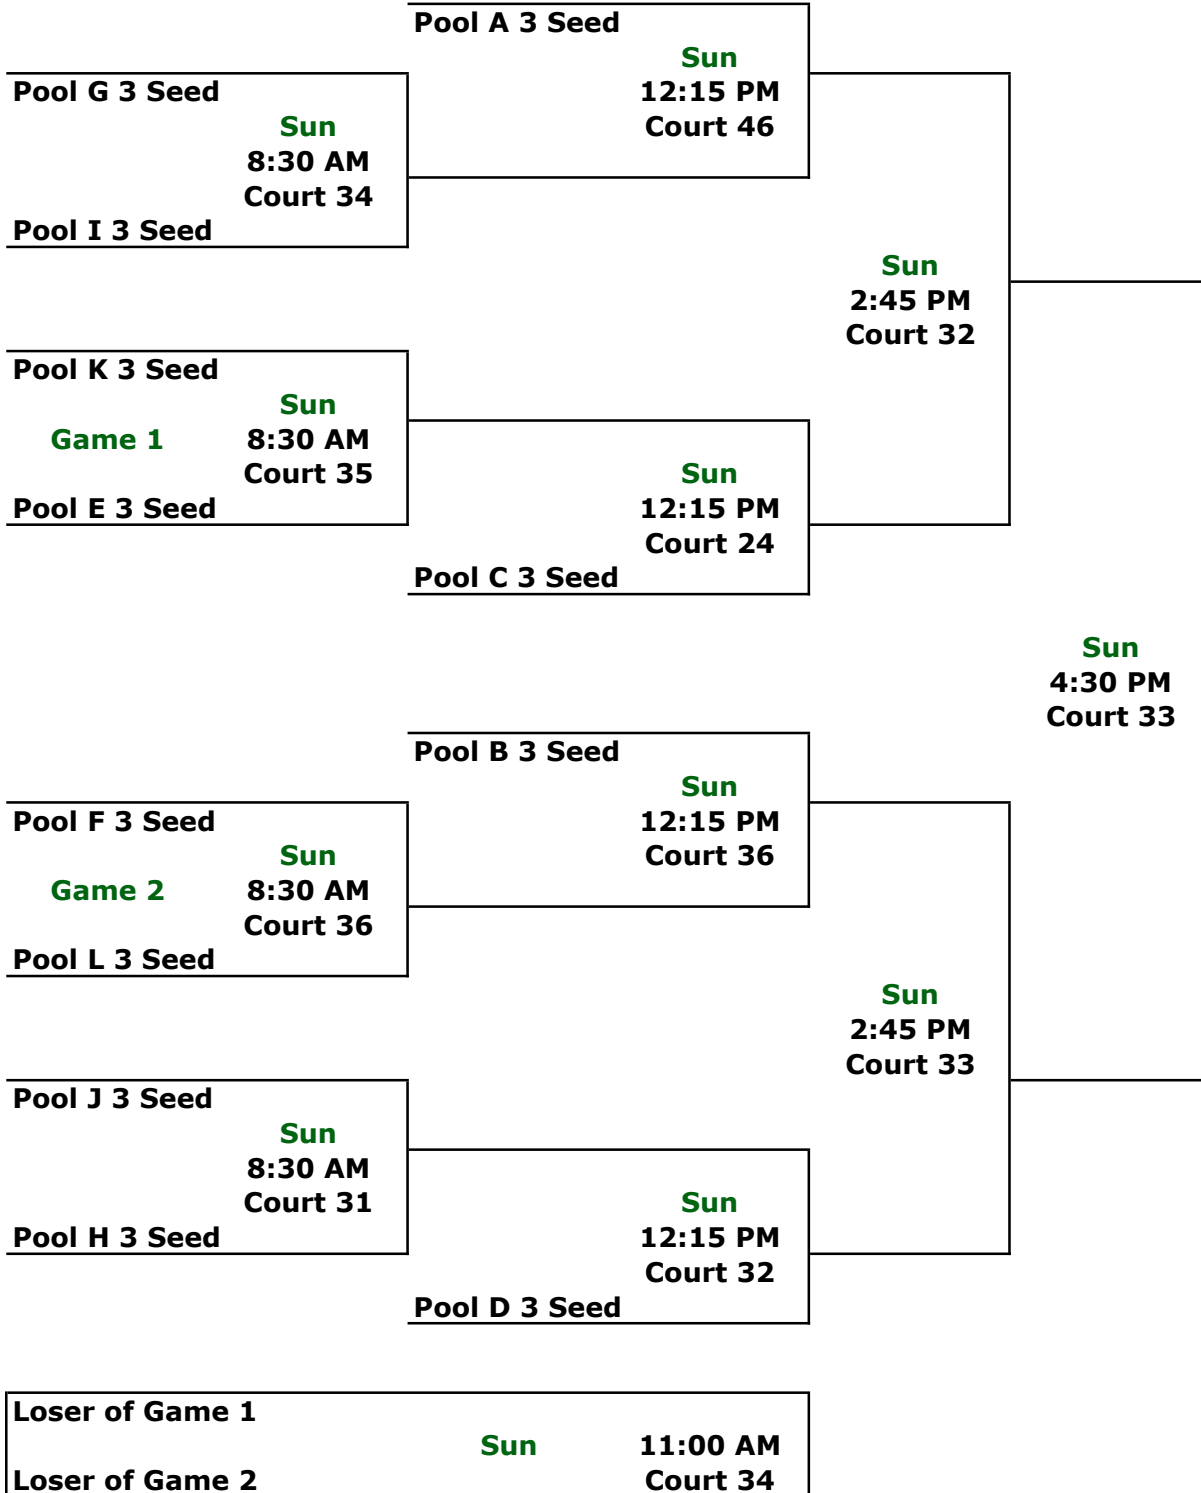 Pool A 3 Seed
Sun
Pool G 3 Seed
12:15 PM
Sun
Court 46
8:30 AM
Court 34
Pool I 3 Seed
Sun
2:45 PM
Court 32
Pool K 3 Seed
Sun
Game 1
8:30 AM
Court 35
Sun
Pool E 3 Seed
12:15 PM
Court 24
Pool C 3 Seed
Sun
4:30 PM
Court 33
Pool B 3 Seed
Sun
Pool F 3 Seed
12:15 PM
Sun
Court 36
Game 2
8:30 AM
Court 36
Pool L 3 Seed
Sun
2:45 PM
Court 33
Pool J 3 Seed
Sun
8:30 AM
Court 31
Sun
Pool H 3 Seed
12:15 PM
Court 32
Pool D 3 Seed
Loser of Game 1
Sun 11:00 AM
Loser of Game 2
Court 34